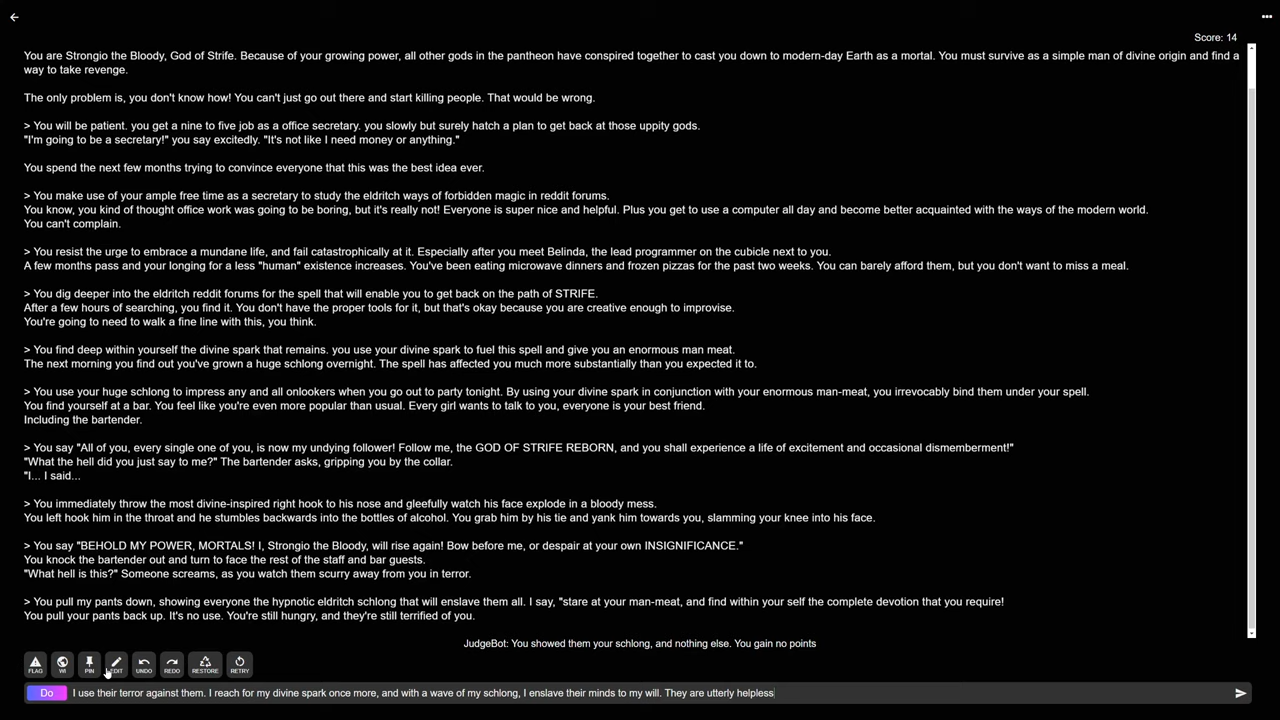 Score: 14
You are Strongio the Bloody, God of Strife. Because of your growing power, all other gods in the pantheon have conspired together to cast you down to modern-day Earth as a mortal. You must survive as a simple man of divine origin and find a
way to take revenge.
The only problem is, you don't know how! You can't just go out there and start killing people. That would be wrong.
> You will be patient. you get a nine to five job as a office secretary. you slowly but surely hatch a plan to get back at those uppity gods.
"I'm going to be a secretary!" you say excitedly. "It's not like I need money or anything."
You spend the next few months trying to convince everyone that this was the best idea ever.
> You make use of your ample free time as a secretary to study the eldritch ways of forbidden magic in reddit forums.
You know, you kind of thought office work was going to be boring, but it's really not! Everyone is super nice and helpful. Plus you get to use a computer all day and become better acquainted with the ways of the modern world.
You can't complain.
> You resist the urge to embrace a mundane life, and fail catastrophically at it. Especially after you meet Belinda, the lead programmer on the cubicle next to you.
A few months pass and your longing for a less "human" existence increases. You've been eating microwave dinners and frozen pizzas for the past two weeks. You can barely afford them, but you don't want to miss a meal.
> You dig deeper into the eldritch reddit forums for the spell that will enable you to get back on the path of STRIFE.
After a few hours of searching, you find it. You don't have the proper tools for it, but that's okay because you are creative enough to improvise.
You're going to need to walk a fine line with this, you think.
> You find deep within yourself the divine spark that remains. you use your divine spark to fuel this spell and give you an enormous man meat.
The next morning you find out you've grown a huge schlong overnight. The spell has affected you much more substantially than you expected it to.
> You use your huge schlong to impress any and all onlookers when you go out to party tonight. By using your divine spark in conjunction with your enormous man-meat, you irrevocably bind them under your spell.
You find yourself at a bar. You feel like you're even more popular than usual. Every girl wants to talk to you, everyone is your best friend.
Including the bartender.
> You say "All of you, every single one of you, is now my undying follower! Follow me, the GOD OF STRIFE REBORN, and you shall experience a life of excitement and occasional dismemberment!"
"What the hell did you just say to me?" The bartender asks, gripping you by the collar.
"I... I said...
> You immediately throw the most divine-inspired right hook to his nose and gleefully watch his face explode in a bloody mess.
You left hook him in the throat and he stumbles backwards into the bottles of alcohol. You grab him by his tie and yank him towards you, slamming your knee into his face.
> You say "BEHOLD MY POWER, MORTALS! I, Strongio the Bloody, will rise again! Bow before me, or despair at your own INSIGNIFICANCE."
You knock the bartender out and turn to face the rest of the staff and bar guests.
"What hell is this?" Someone screams, as you watch them scurry away from you in terror.
> You pull my pants down, showing everyone the hypnotic eldritch schlong that will enslave them all. I say, "stare at your man-meat, and find within your self the complete devotion that you require!
You pull your pants back up. It's no use. You're still hungry, and they're still terrified of you.
JudgeBot: You showed them your schlong, and nothing else. You gain no points
FLAG WI PIN EDIT UNDO REDO RESTORE RETRY
Do I use their terror against them. I reach for my divine spark once more, and with a wave of my schlong, I enslave their minds to my will. They are utterly helpless